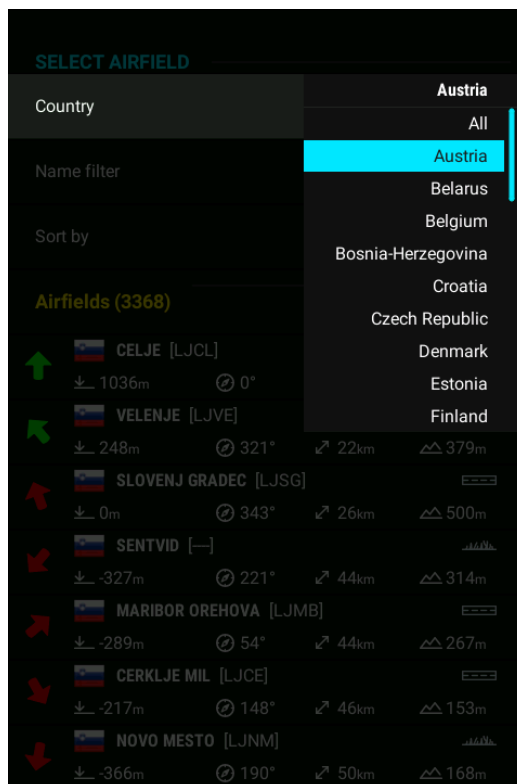 SELECT AIRFIELD
Country
Austria
All
Austria
Name filter
Belarus
Belgium
Sort by
Bosnia-Herzegovina
Croatia
Airfields (3368)
Czech Republic
CELJE [LJCL]
Denmark
1036m 0°
Estonia
VELENJE [LJVE]
Finland
248m 321° 22km 379m
SLOVENJ GRADEC [LJSG]
0m 343° 26km 500m
SENTVID [—]
-327m 221° 44km 314m
MARIBOR OREHOVA [LJMB]
-289m 54° 44km 267m
CERKLJE MIL [LJCE]
-217m 148° 46km 153m
NOVO MESTO [LJNM]
-366m 190° 50km 168m